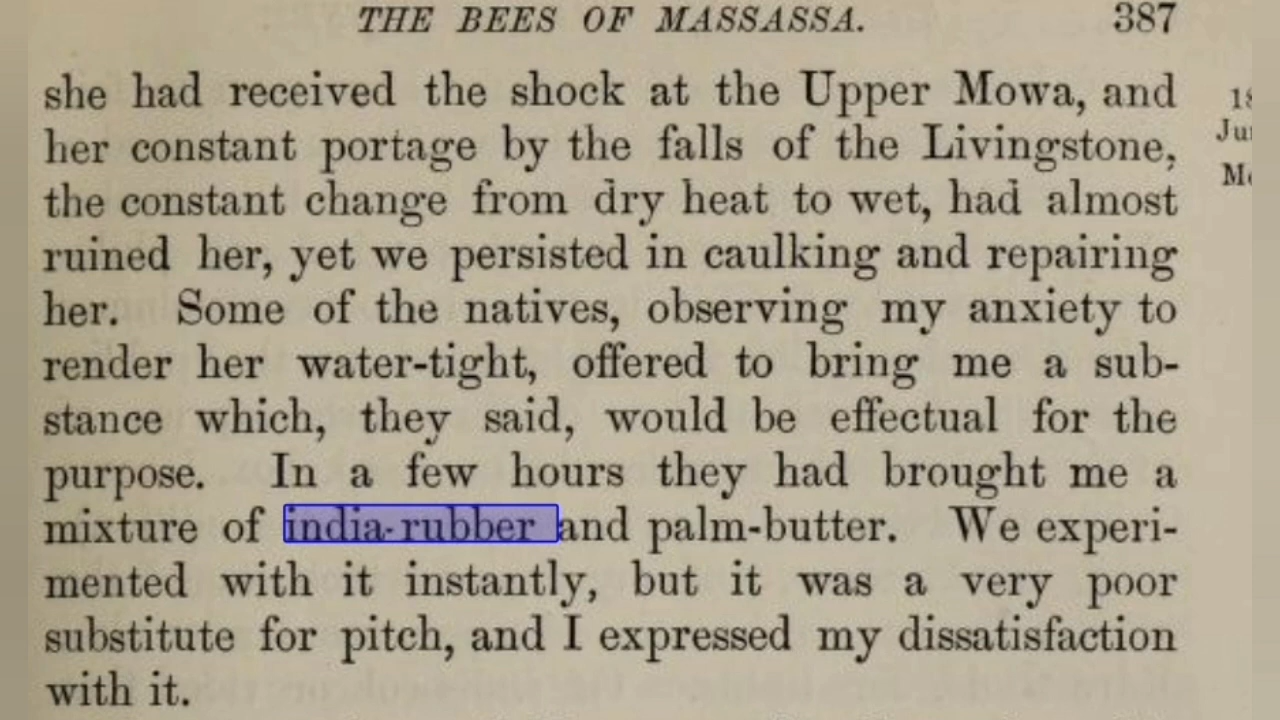 THE BEES OF MASSASSA. 387
she had received the shock at the Upper Mowa, and
her constant portage by the falls of the Livingstone,
the constant change from dry heat to wet, had almost
ruined her, yet we persisted in caulking and repairing
her. Some of the natives, observing my anxiety to
render her water-tight, offered to bring me a sub-
stance which, they said, would be effectual for the
purpose. In a few hours they had brought me a
mixture of india-rubber and palm-butter. We experi-
mented with it instantly, but it was a very poor
substitute for pitch, and I expressed my dissatisfaction
with it.